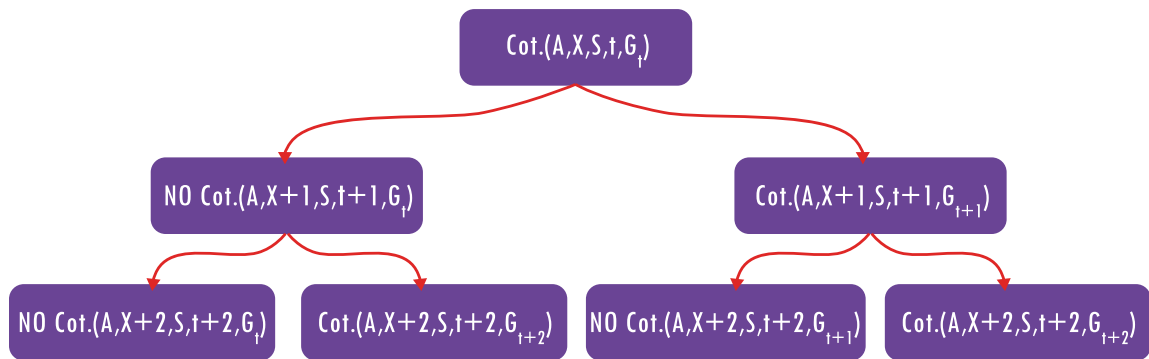 Cot.(A,X,S,t,Gₜ)
NO Cot.(A,X+1,S,t+1,Gₜ)
Cot.(A,X+1,S,t+1,Gₜ₊₁)
NO Cot.(A,X+2,S,t+2,Gₜ)
Cot.(A,X+2,S,t+2,Gₜ₊₂)
NO Cot.(A,X+2,S,t+2,Gₜ₊₁)
Cot.(A,X+2,S,t+2,Gₜ₊₂)